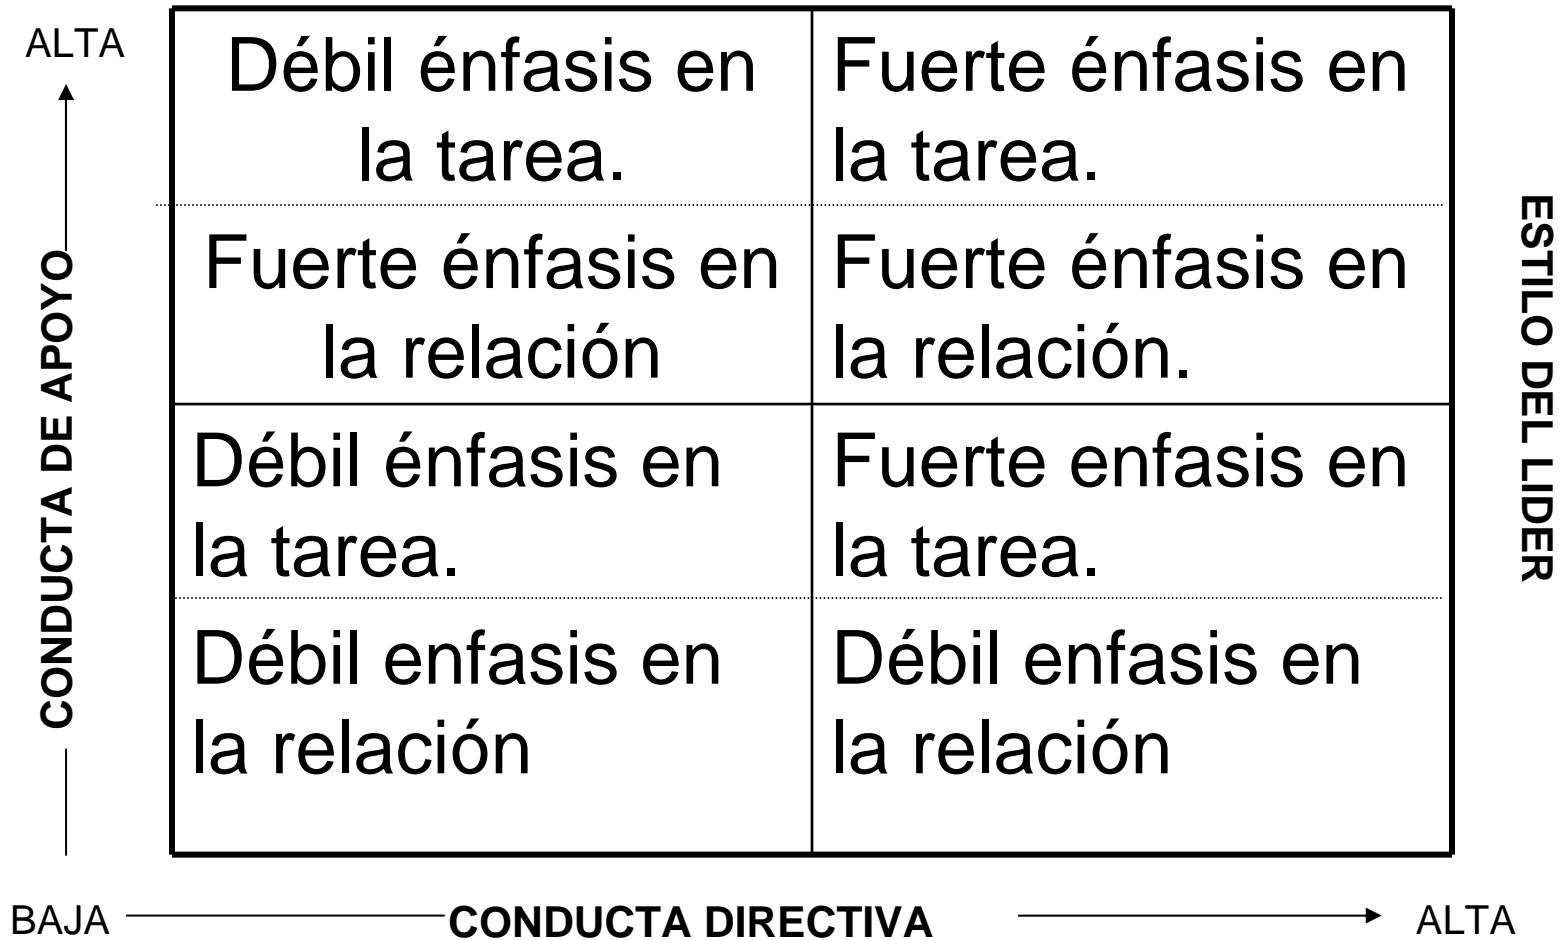 ALTA
Débil énfasis en
la tarea.
Fuerte énfasis en
la relación
Fuerte énfasis en
la tarea.
Fuerte énfasis en
la relación.
Débil énfasis en
la tarea.
Débil enfasis en
la relación
Fuerte enfasis en
la tarea.
Débil enfasis en
la relación
CONDUCTA DE APOYO
ESTILO DEL LIDER
BAJA
CONDUCTA DIRECTIVA
ALTA